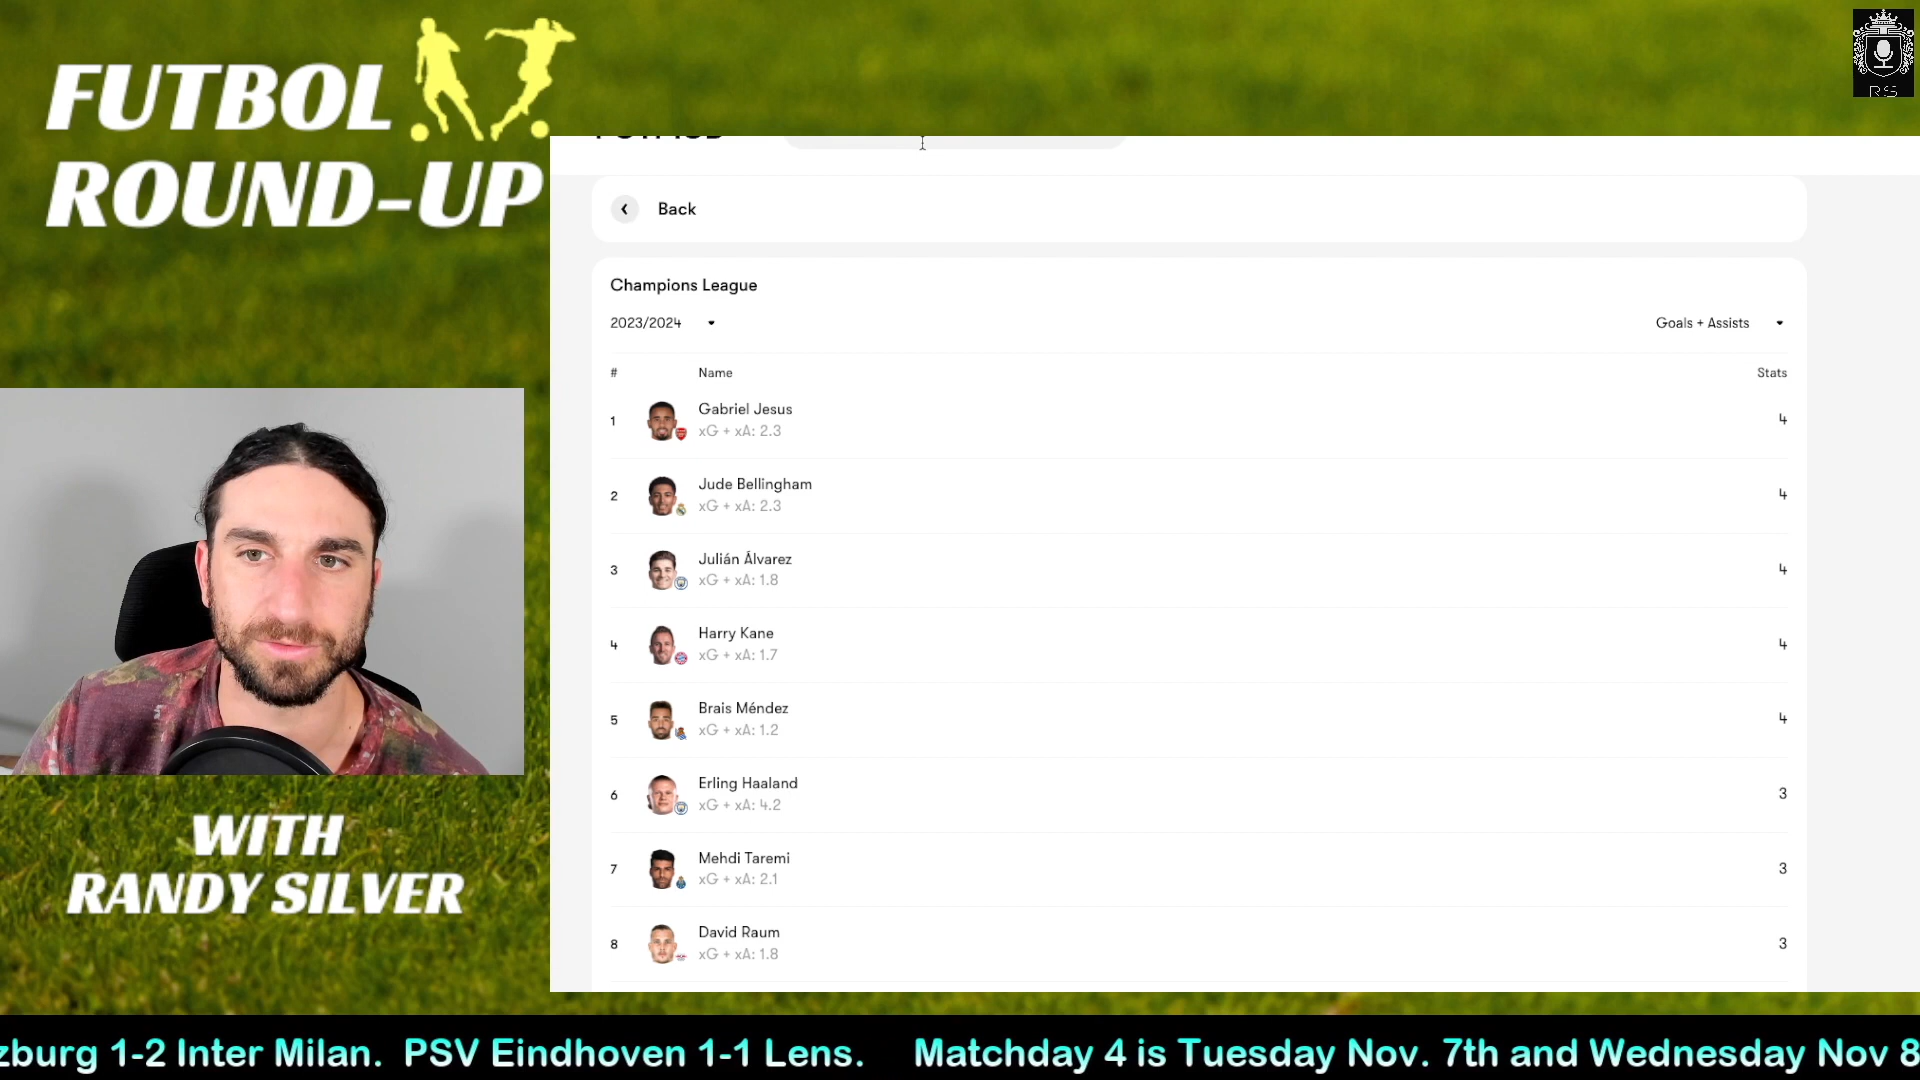 FUTBOL
ROUND-UP
RS
Back
Champions League
2023/2024
Goals + Assists
#
Name
Stats
1
Gabriel Jesus
xG + xA: 2.3
4
2
Jude Bellingham
xG + xA: 2.3
4
3
Julián Álvarez
xG + xA: 1.8
4
4
Harry Kane
xG + xA: 1.7
4
5
Brais Méndez
xG + xA: 1.2
4
6
Erling Haaland
xG + xA: 4.2
3
7
Mehdi Taremi
xG + xA: 2.1
3
8
David Raum
xG + xA: 1.8
3
WITH
RANDY SILVER
zburg 1-2 Inter Milan. PSV Eindhoven 1-1 Lens. Matchday 4 is Tuesday Nov. 7th and Wednesday Nov 8